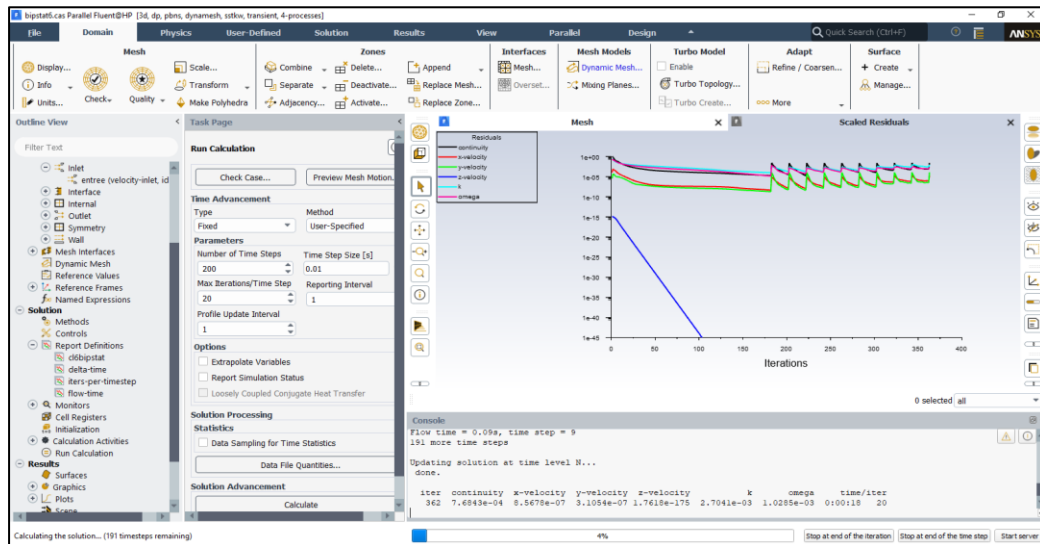 bipstat6.cas Parallel Fluent@HP [3d, dp, pbns, dynamesh, sstkw, transient, 4-processes]
File Domain Physics User-Defined Solution Results View Parallel Design Quick Search (Ctrl+F) ANSYS
Mesh Zones Interfaces Mesh Models Turbo Model Adapt Surface
Display... Scale... Combine Delete... Append Mesh... Dynamic Mesh... Enable Refine / Coarsen... + Create
Info Transform Separate Deactivate... Replace Mesh... Overset... Mixing Planes... Turbo Topology... Manage...
Units... Check Quality Make Polyhedra Adjacency... Activate... Replace Zone... Turbo Create... More
Outline View
Filter Text
Inlet
entree (velocity-inlet, id
Interface
Internal
Outlet
Symmetry
Wall
Mesh Interfaces
Dynamic Mesh
Reference Values
Reference Frames
Named Expressions
Solution
Methods
Controls
Report Definitions
cl6bipstat
delta-time
iters-per-timestep
flow-time
Monitors
Cell Registers
Initialization
Calculation Activities
Run Calculation
Results
Surfaces
Graphics
Plots
Scene
Task Page
Run Calculation
Check Case... Preview Mesh Motion...
Time Advancement
Type Method
Fixed User-Specified
Parameters
Number of Time Steps Time Step Size [s]
200 0.01
Max Iterations/Time Step Reporting Interval
20 1
Profile Update Interval
1
Options
Extrapolate Variables
Report Simulation Status
Loosely Coupled Conjugate Heat Transfer
Solution Processing
Statistics
Data Sampling for Time Statistics
Data File Quantities...
Solution Advancement
Calculate
Mesh X Scaled Residuals X
Residuals
continuity
x-velocity
y-velocity
z-velocity
k
omega
1e+00
1e-05
1e-10
1e-15
1e-20
1e-25
1e-30
1e-35
1e-40
1e-45
0 50 100 150 200 250 300 350 400
Iterations
0 selected all
Console
Flow time = 0.09s, time step = 9
191 more time steps
Updating solution at time level N...
done.
iter continuity x-velocity y-velocity z-velocity k omega time/iter
362 7.6843e-04 8.5678e-07 3.1054e-07 1.7618e-175 2.7041e-03 1.0285e-03 0:00:18 20
Calculating the solution... (191 timesteps remaining) 4% Stop at end of the iteration Stop at end of the time step Start server